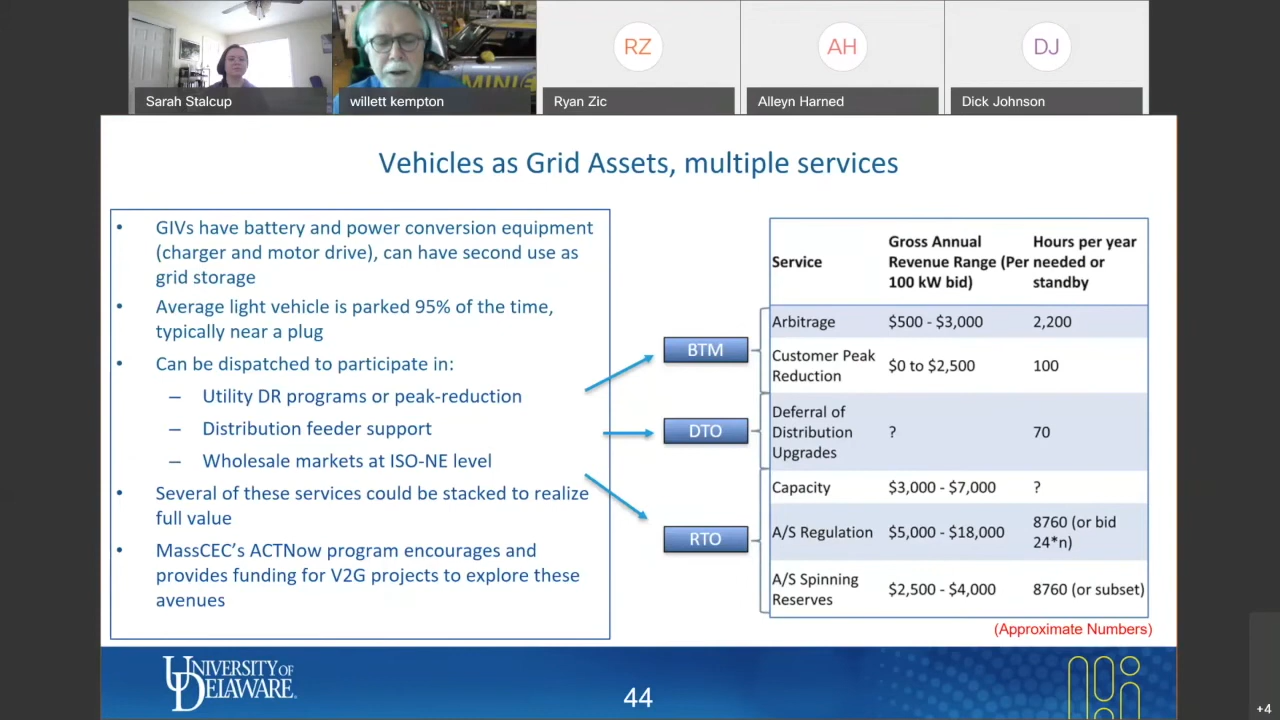 RZ
AH
DJ
MINIE
Sarah Stalcup
willett kempton
Ryan Zic
Alleyn Harned
Dick Johnson
Vehicles as Grid Assets, multiple services
• GIVs have battery and power conversion equipment
(charger and motor drive), can have second use as
grid storage
• Average light vehicle is parked 95% of the time,
typically near a plug
• Can be dispatched to participate in:
– Utility DR programs or peak-reduction
– Distribution feeder support
– Wholesale markets at ISO-NE level
• Several of these services could be stacked to realize
full value
• MassCEC's ACTNow program encourages and
provides funding for V2G projects to explore these
avenues
BTM
DTO
RTO
Service
Gross Annual
Revenue Range (Per
100 kW bid)
Hours per year
needed or
standby
Arbitrage
$500 - $3,000
2,200
Customer Peak
Reduction
$0 to $2,500
100
Deferral of
Distribution
Upgrades
?
70
Capacity
$3,000 - $7,000
?
A/S Regulation
$5,000 - $18,000
8760 (or bid
24*n)
A/S Spinning
Reserves
$2,500 - $4,000
8760 (or subset)
(Approximate Numbers)
UNIVERSITY OF
DELAWARE
44
+4